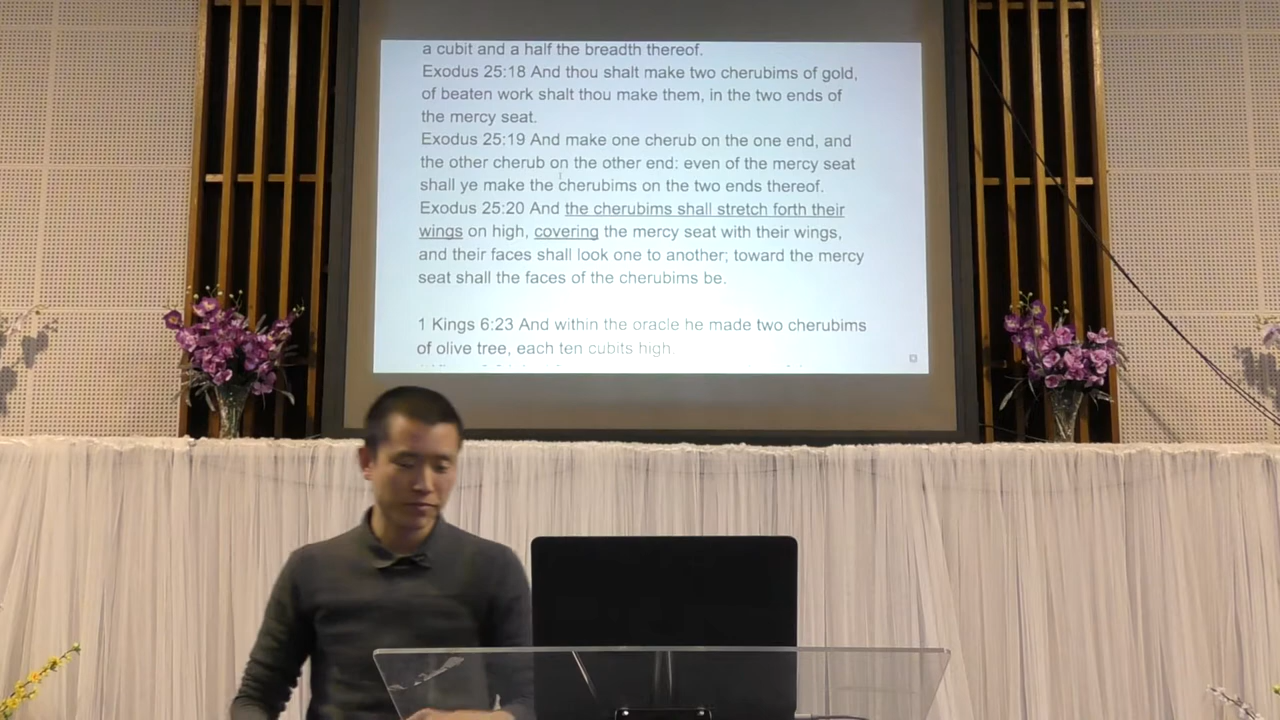 a cubit and a half the breadth thereof.
Exodus 25:18 And thou shalt make two cherubims of gold,
of beaten work shalt thou make them, in the two ends of
the mercy seat.
Exodus 25:19 And make one cherub on the one end, and
the other cherub on the other end: even of the mercy seat
shall ye make the cherubims on the two ends thereof.
Exodus 25:20 And the cherubims shall stretch forth their
wings on high, covering the mercy seat with their wings,
and their faces shall look one to another; toward the mercy
seat shall the faces of the cherubims be.
1 Kings 6:23 And within the oracle he made two cherubims
of olive tree, each ten cubits high.